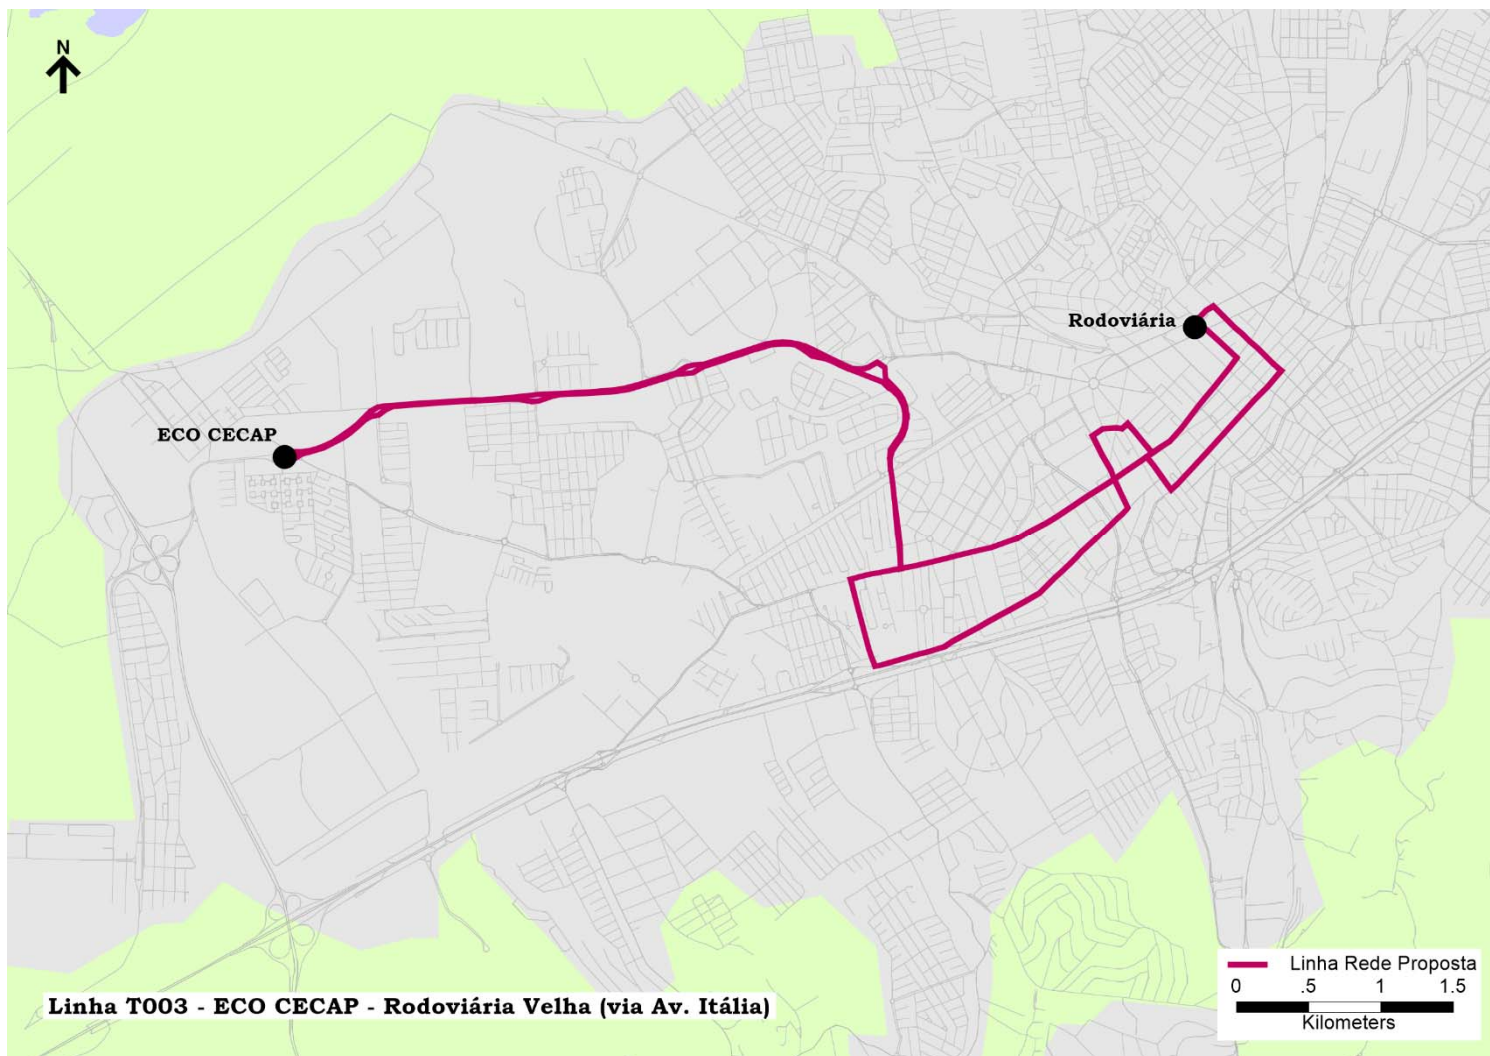 N
Rodoviária
ECO CECAP
Linha Rede Proposta
0 .5 1 1.5
Kilometers
Linha T003 - ECO CECAP - Rodoviária Velha (via Av. Itália)